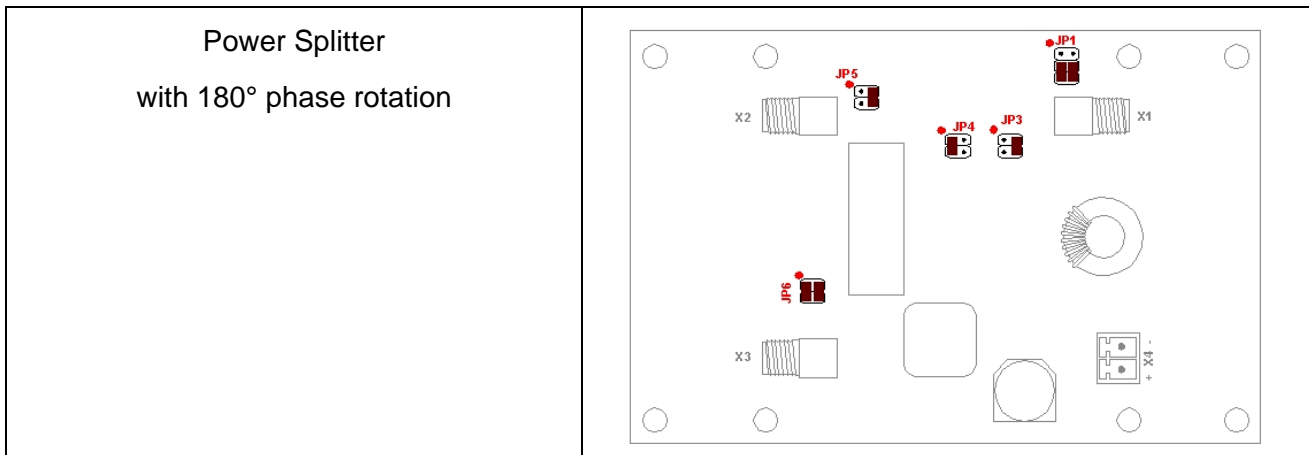 Power Splitter
with 180° phase rotation
JP1
JP5
X2
X1
JP4
JP3
JP6
X3
X4
-
+